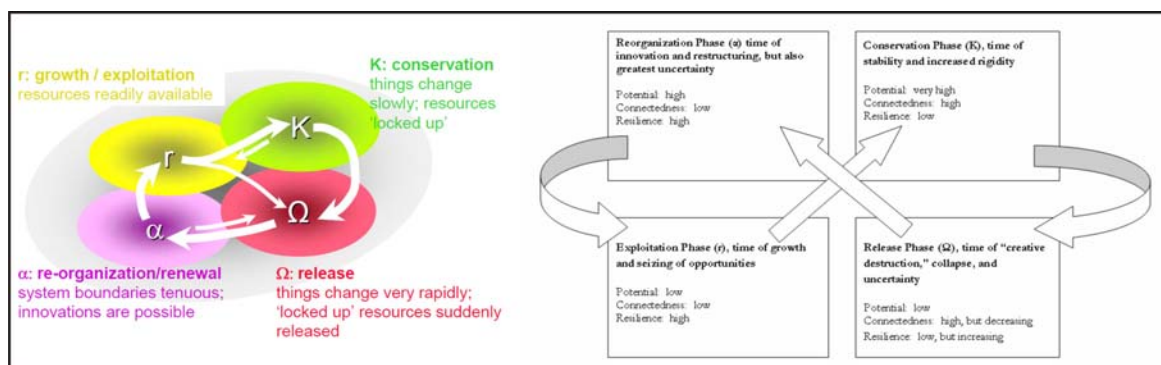 r: growth / exploitation
resources readily available
K: conservation
things change
slowly; resources
'locked up'
r
K
α
Ω
α: re-organization/renewal
system boundaries tenuous;
innovations are possible
Ω: release
things change very rapidly;
'locked up' resources suddenly
released
Reorganization Phase (α) time of
innovation and restructuring, but also
greatest uncertainty
Potential: high
Connectedness: low
Resilience: high
Conservation Phase (K), time of
stability and increased rigidity
Potential: very high
Connectedness: high
Resilience: low
Exploitation Phase (r), time of growth
and seizing of opportunities
Potential: low
Connectedness: low
Resilience: high
Release Phase (Ω), time of "creative
destruction," collapse, and
uncertainty
Potential: low
Connectedness: high, but decreasing
Resilience: low, but increasing